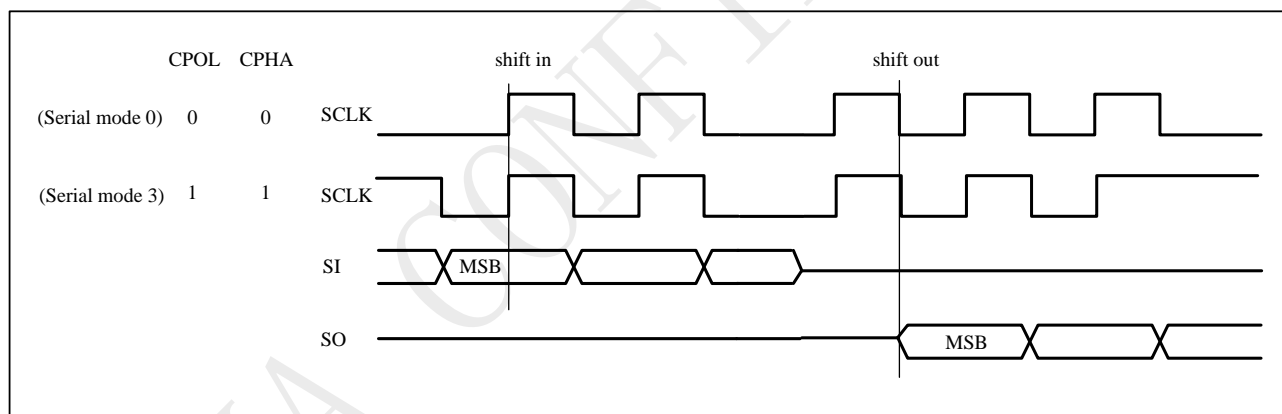 CPOL CPHA shift in shift out
(Serial mode 0) 0 0 SCLK
(Serial mode 3) 1 1 SCLK
SI MSB
SO MSB